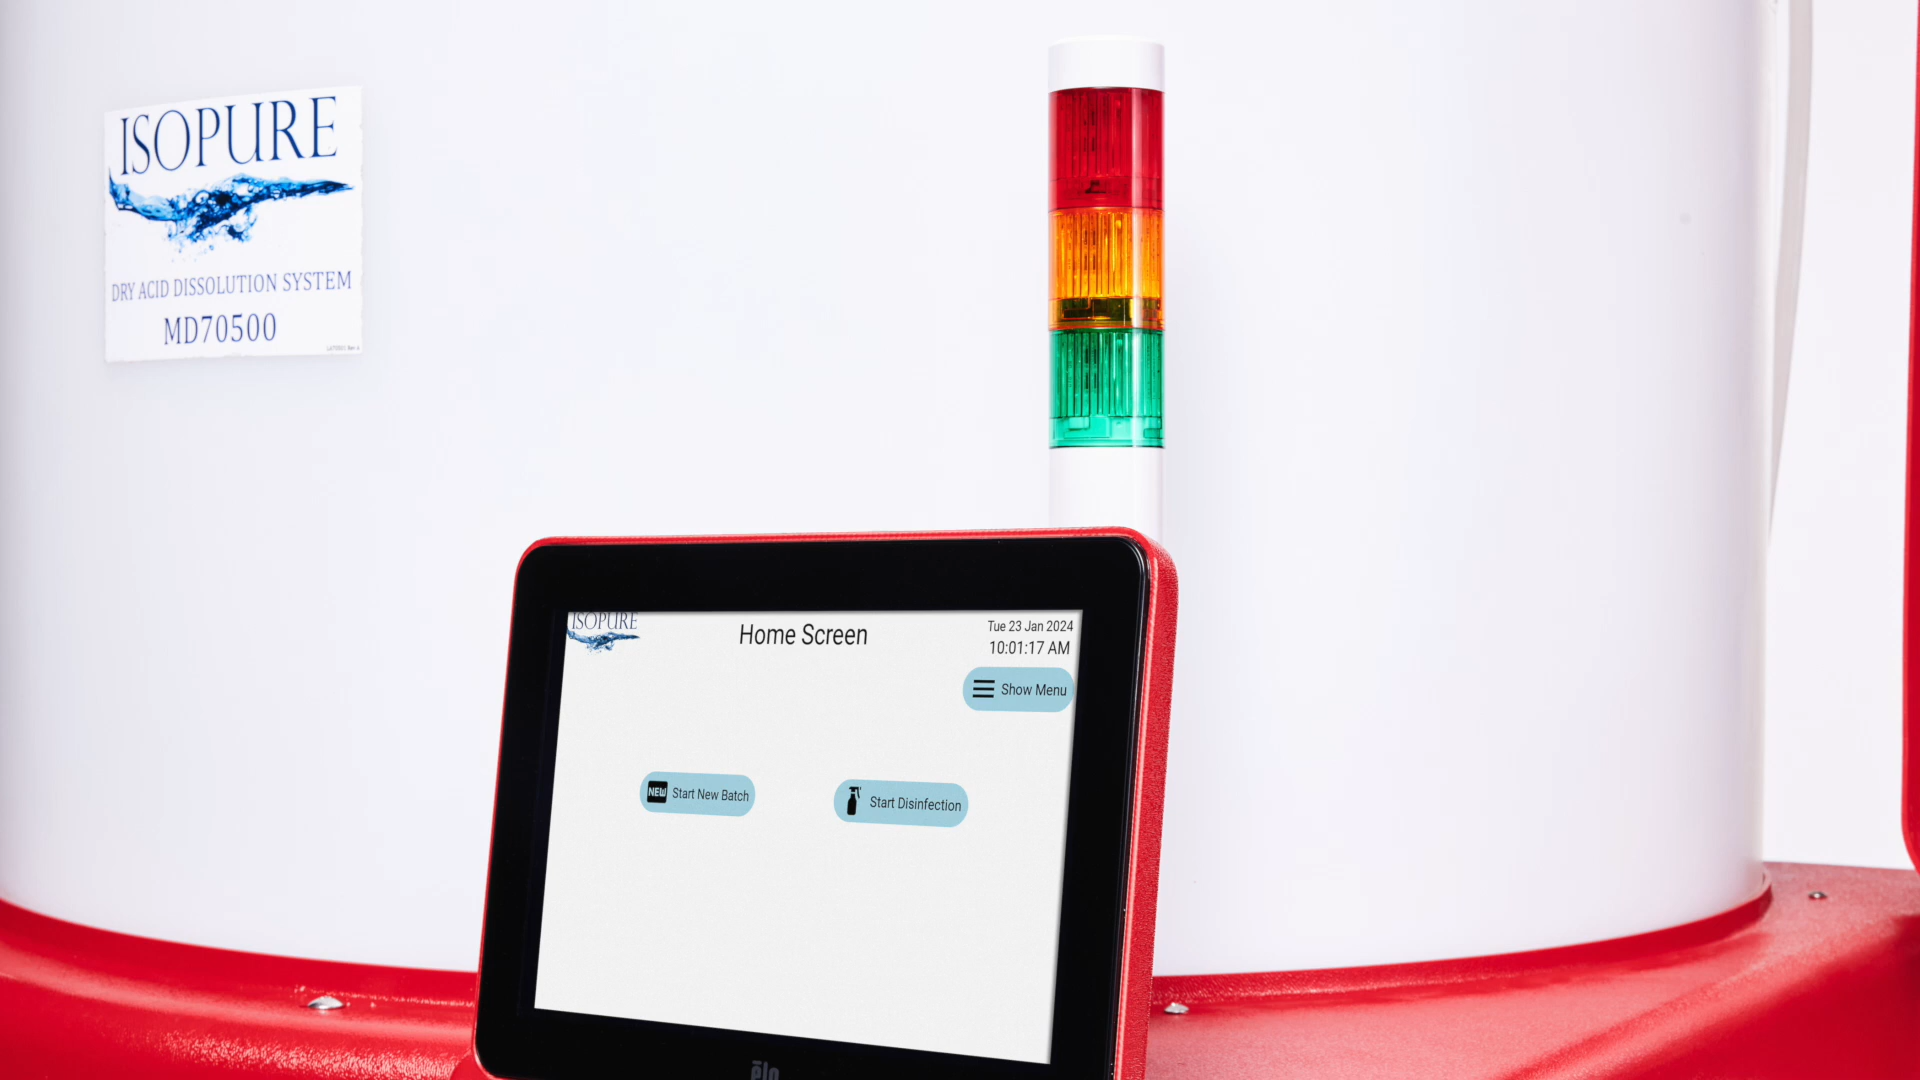 ISOPURE
DRY ACID DISSOLUTION SYSTEM
MD70500
ISOPURE
Home Screen
Tue 23 Jan 2024
10:01:17 AM
Show Menu
NEW Start New Batch
Start Disinfection
elo